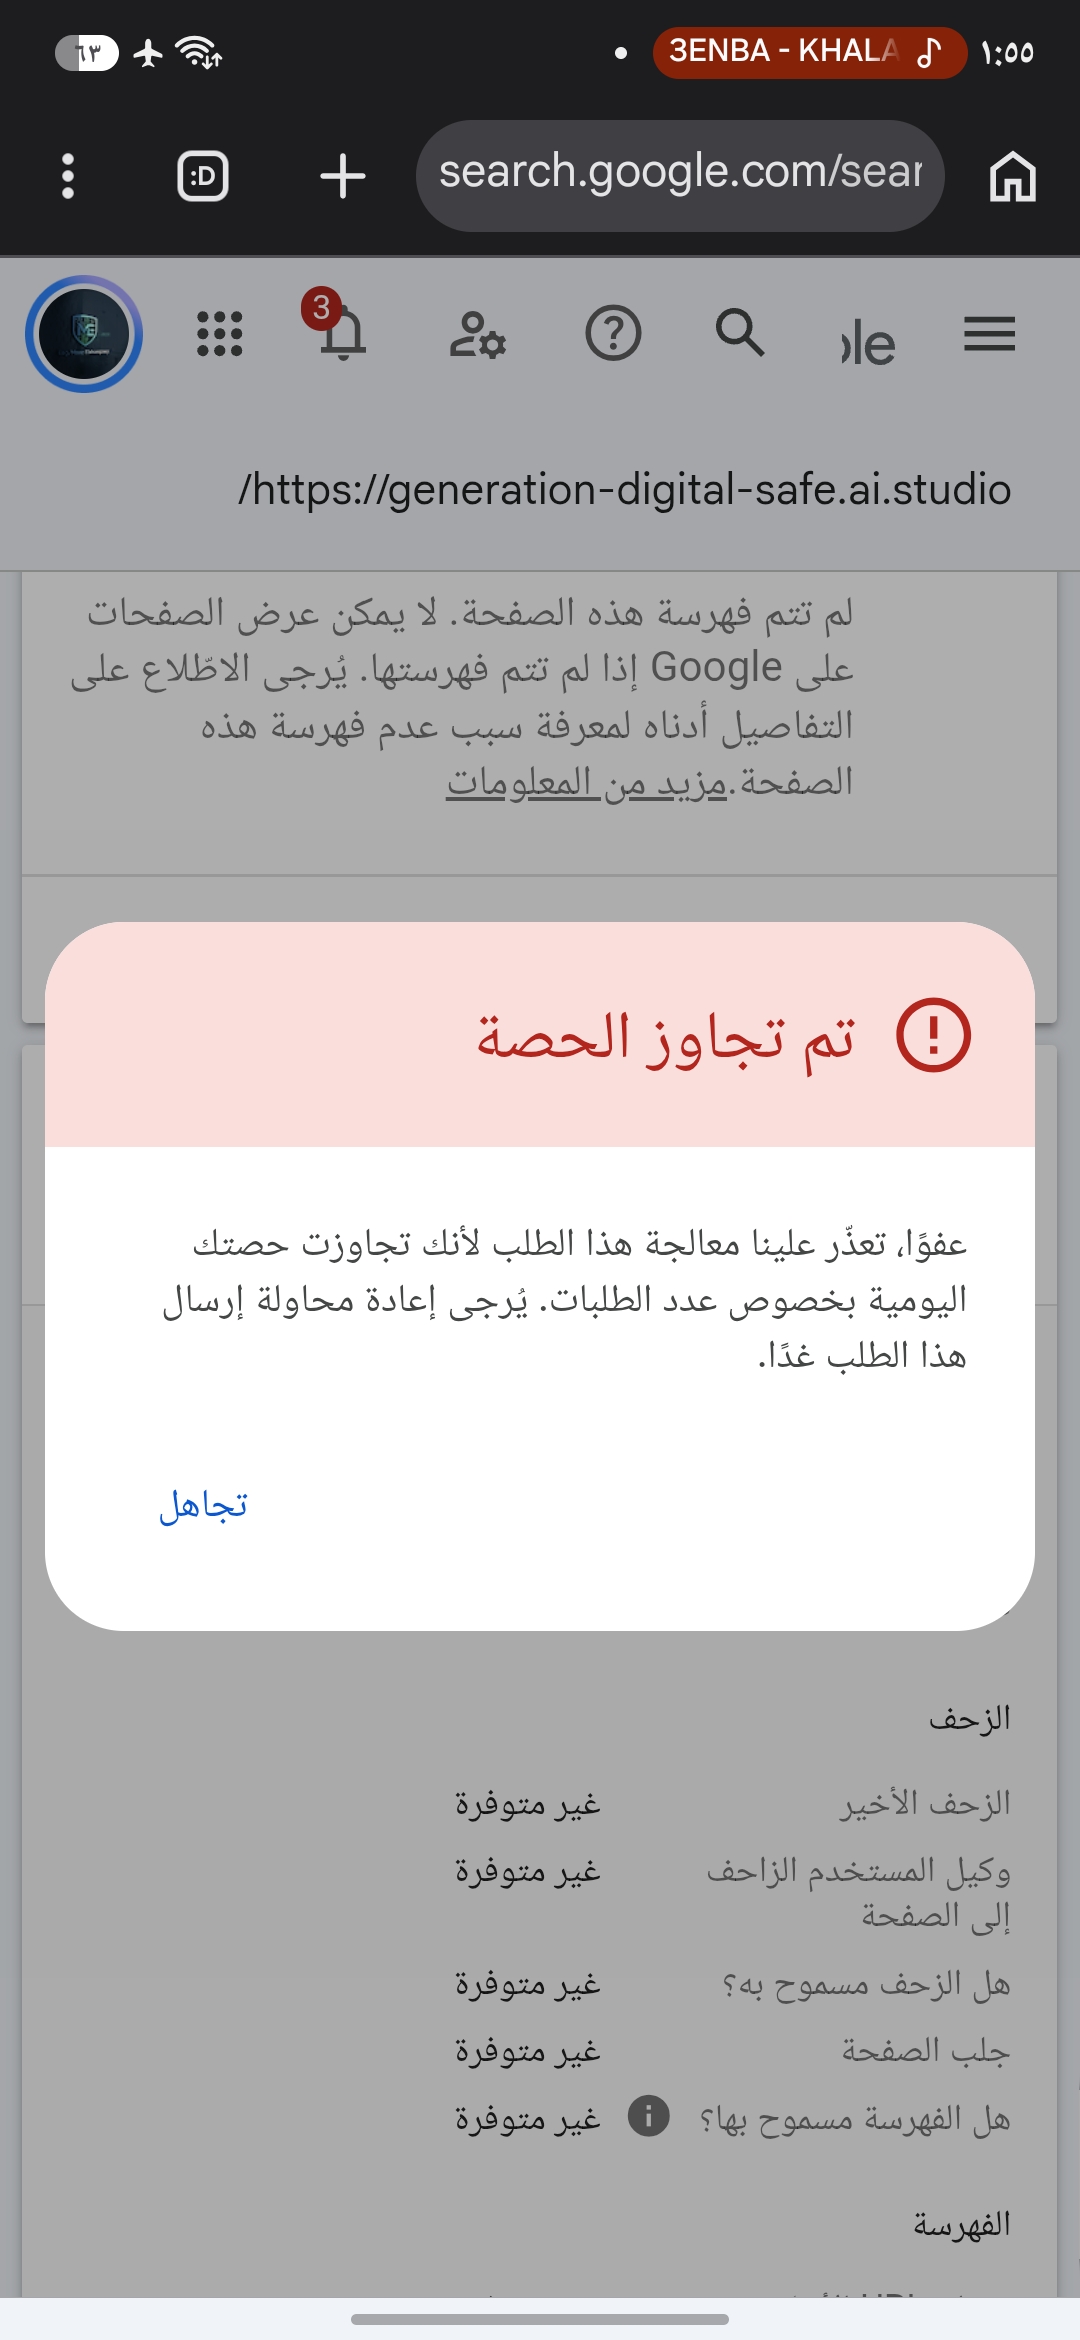 ٦٣
3ENBA - KHALA
١:٥٥
:D
search.google.com/sear
3
ole
/https://generation-digital-safe.ai.studio
لم تتم فهرسة هذه الصفحة. لا يمكن عرض الصفحات
على Google إذا لم تتم فهرستها. يُرجى الاطّلاع على
التفاصيل أدناه لمعرفة سبب عدم فهرسة هذه
الصفحة.مزيد من المعلومات
تم تجاوز الحصة
عفوًا، تعذّر علينا معالجة هذا الطلب لأنك تجاوزت حصتك
اليومية بخصوص عدد الطلبات. يُرجى إعادة محاولة إرسال
هذا الطلب غدًا.
تجاهل
الزحف
الزحف الأخير غير متوفرة
وكيل المستخدم الزاحف غير متوفرة
إلى الصفحة
هل الزحف مسموح به؟ غير متوفرة
جلب الصفحة غير متوفرة
هل الفهرسة مسموح بها؟ غير متوفرة
الفهرسة